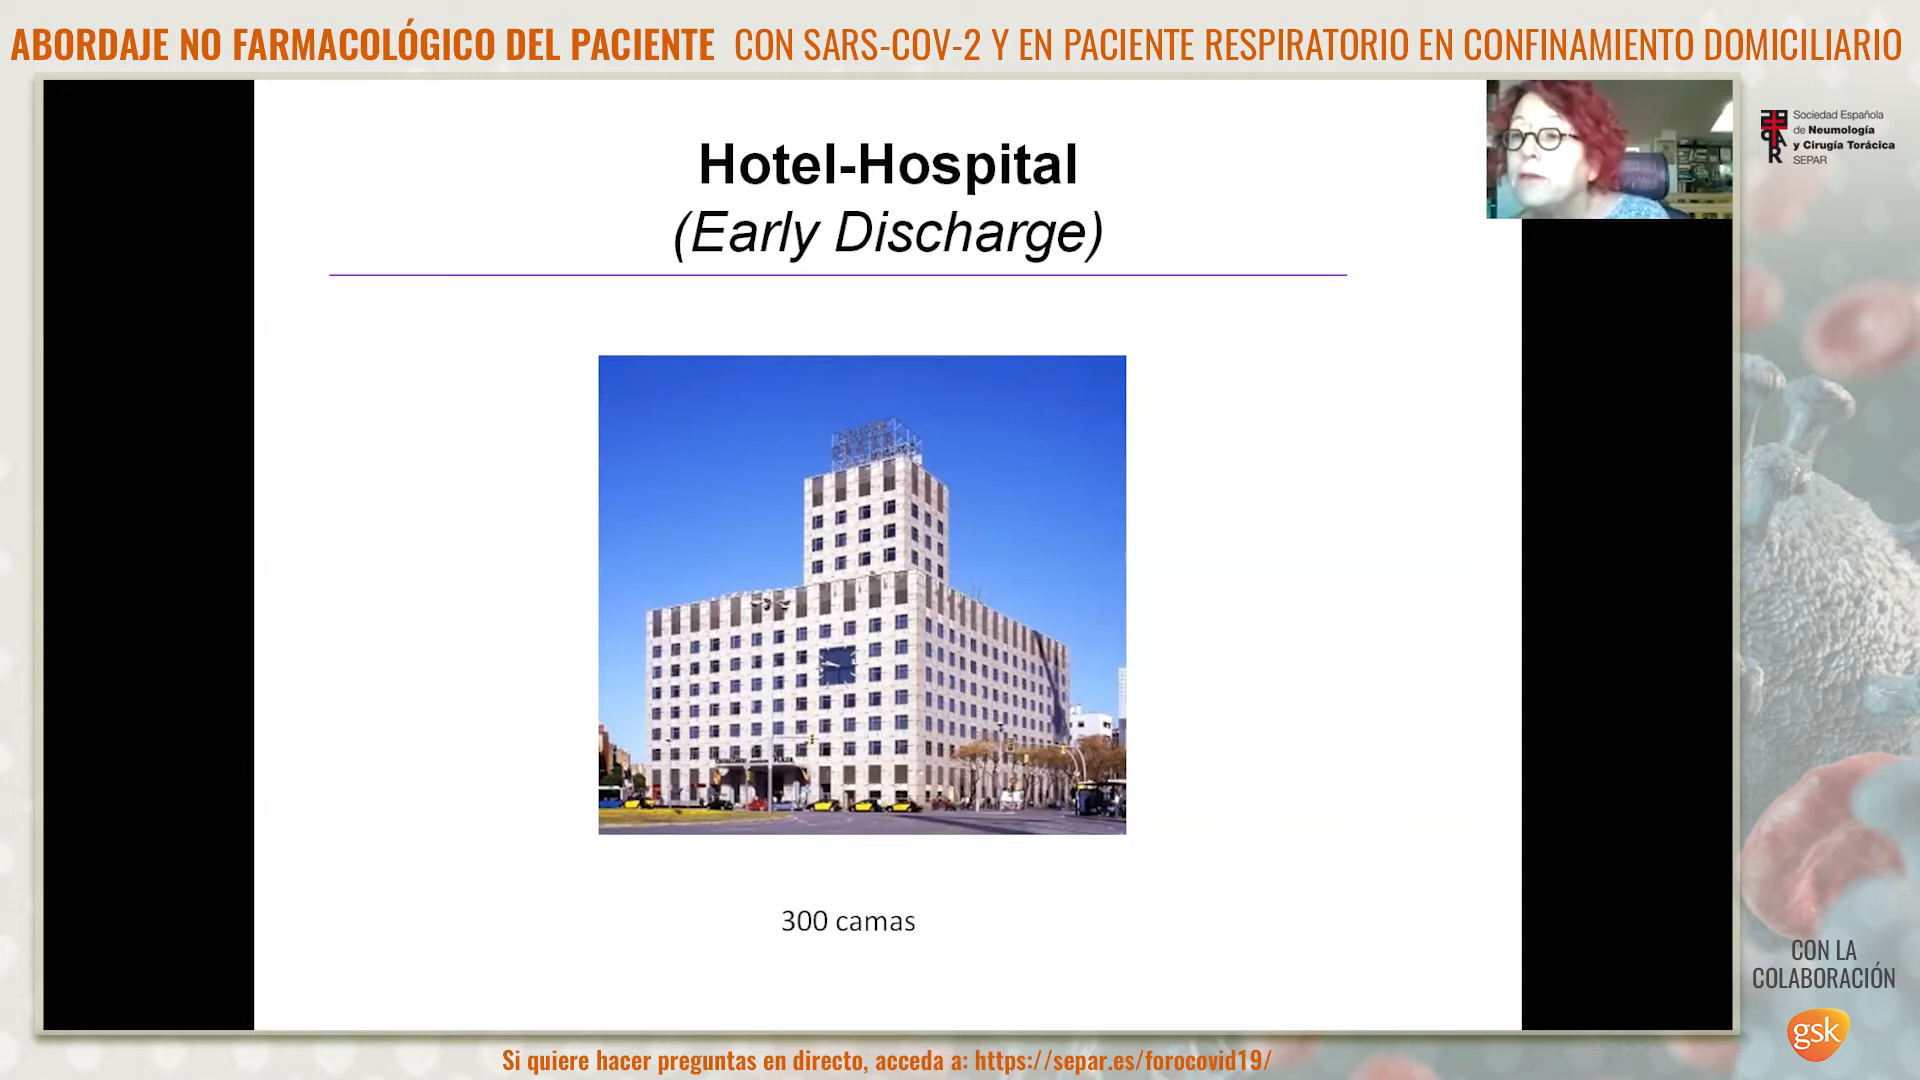 ABORDAJE NO FARMACOLÓGICO DEL PACIENTE CON SARS-COV-2 Y EN PACIENTE RESPIRATORIO EN CONFINAMIENTO DOMICILIARIO
Hotel-Hospital
(Early Discharge)
Sociedad Española
de Neumología
y Cirugía Torácica
SEPAR
PLAZA
300 camas
CON LA
COLABORACIÓN
gsk
Si quiere hacer preguntas en directo, acceda a: https://separ.es/forocovid19/